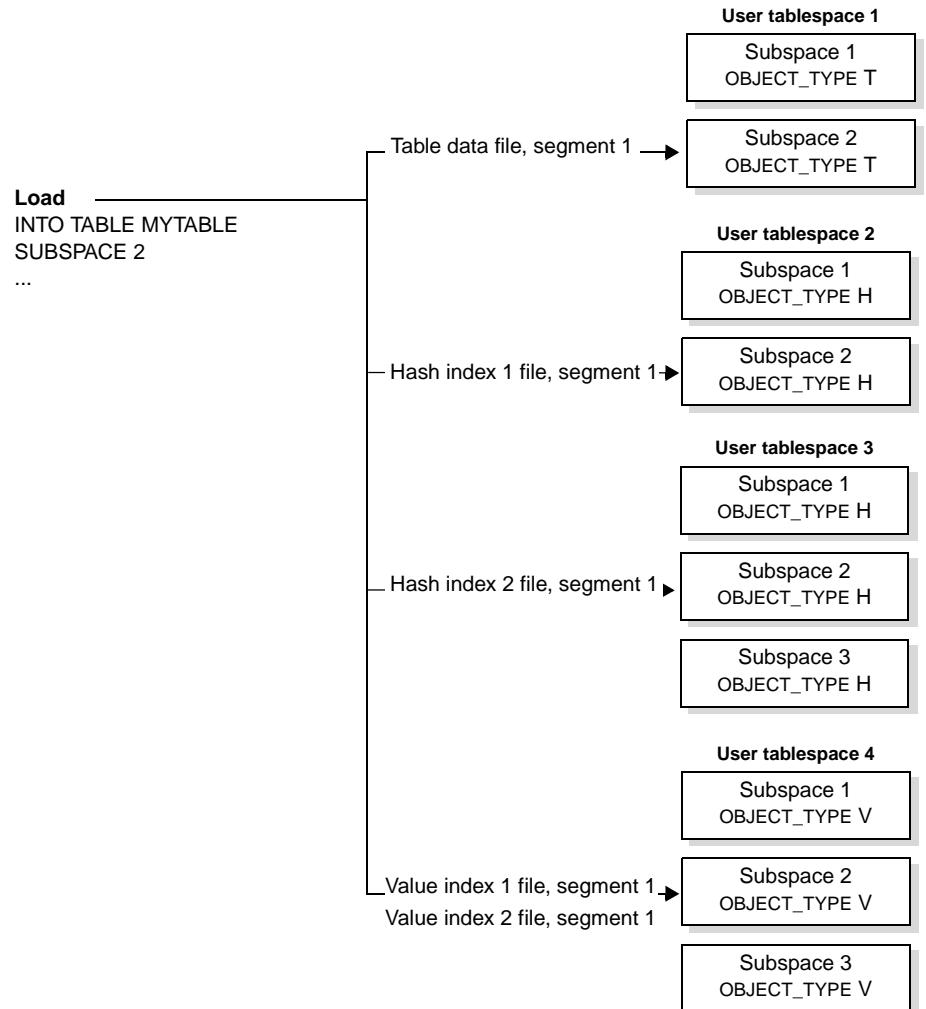 User tablespace 1
Subspace 1
OBJECT_TYPE T
Table data file, segment 1
Subspace 2
OBJECT_TYPE T
Load
INTO TABLE MYTABLE
SUBSPACE 2
...
User tablespace 2
Subspace 1
OBJECT_TYPE H
Hash index 1 file, segment 1
Subspace 2
OBJECT_TYPE H
User tablespace 3
Subspace 1
OBJECT_TYPE H
Hash index 2 file, segment 1
Subspace 2
OBJECT_TYPE H
Subspace 3
OBJECT_TYPE H
User tablespace 4
Subspace 1
OBJECT_TYPE V
Value index 1 file, segment 1
Value index 2 file, segment 1
Subspace 2
OBJECT_TYPE V
Subspace 3
OBJECT_TYPE V